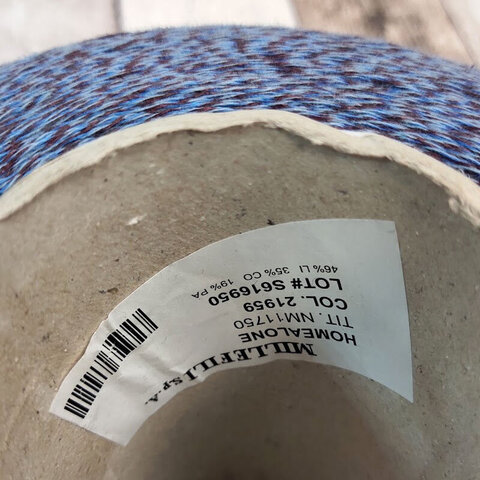 MILLEFILI S.P.A.
HOMEALONE
TIT. NM11750
COL. 21959
LOT# S616950
46% LI 35% CO 19% PA